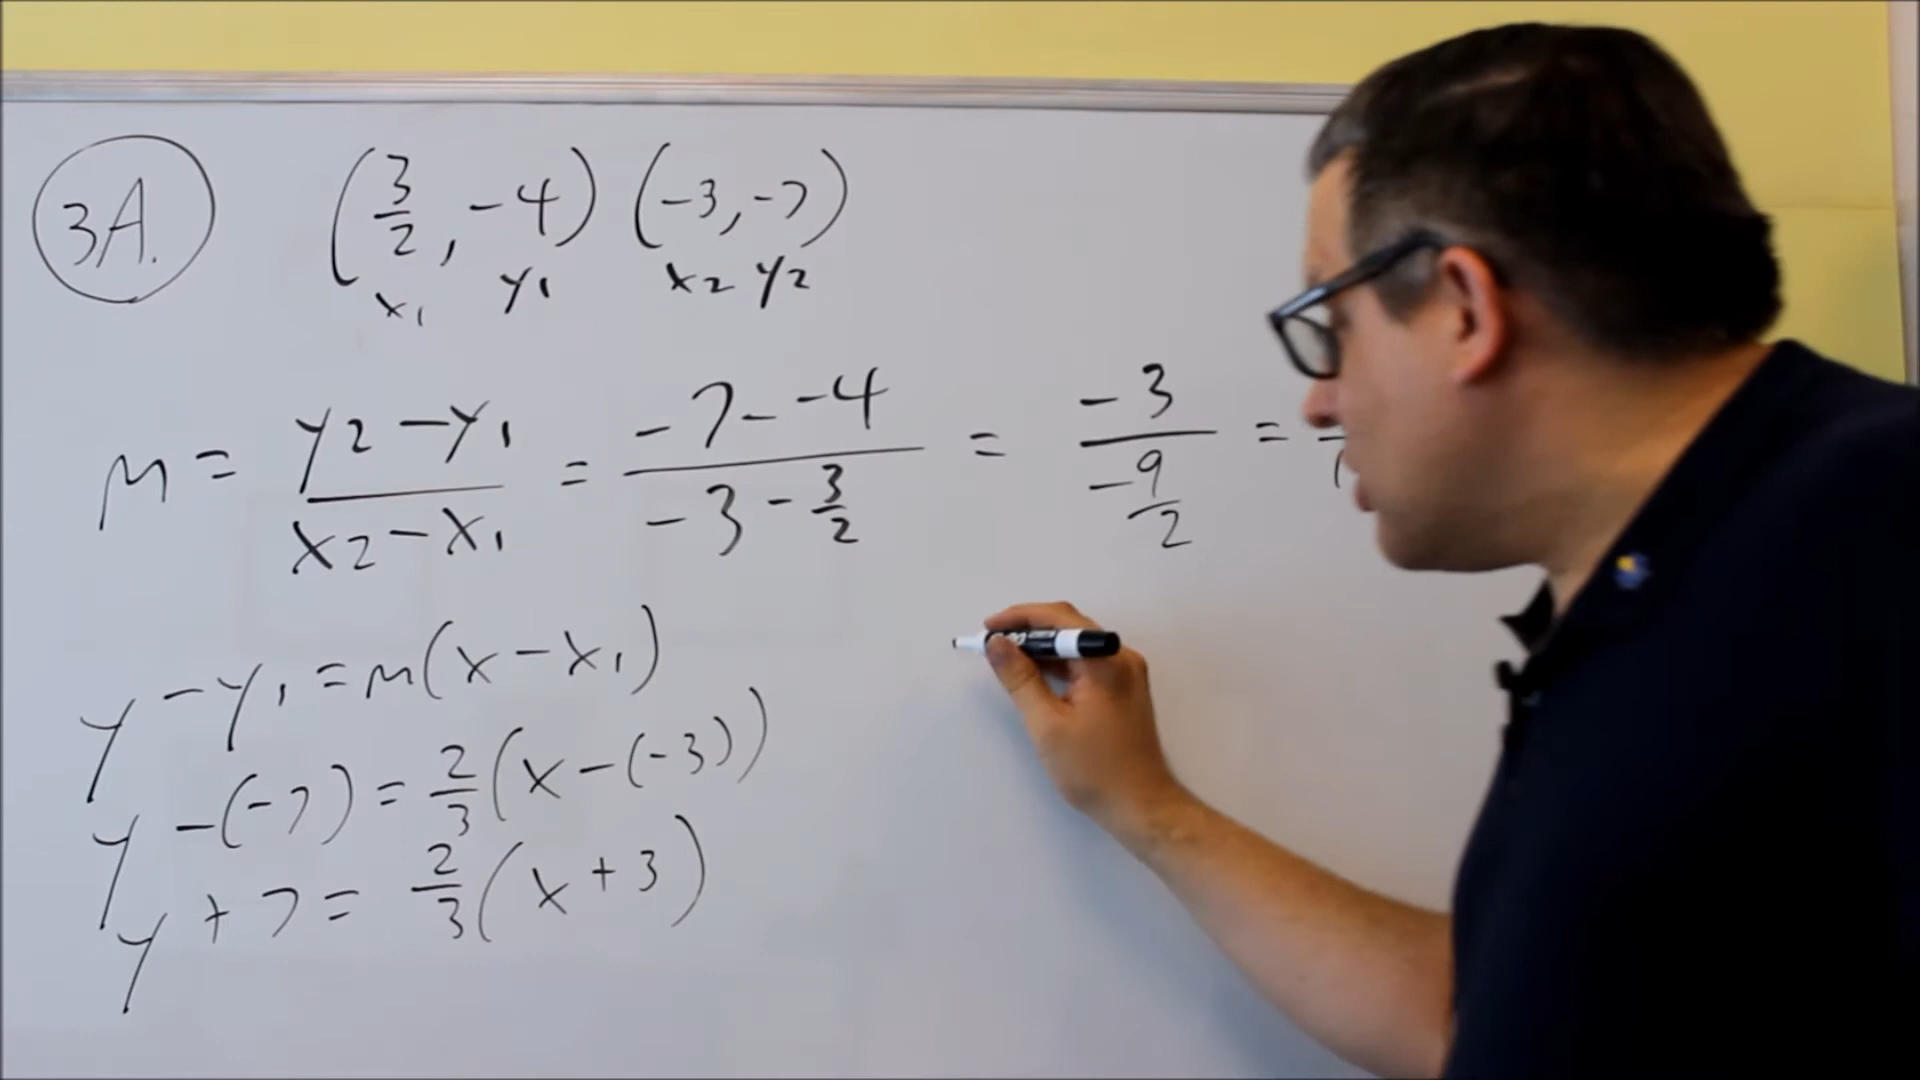 3A. (3/2, -4) (-3, -7)
x1 y1 x2 y2
m = y2 - y1 / x2 - x1 = -7 - -4 / -3 - 3/2 = -3 / -9/2 =
y - y1 = m(x - x1)
y - (-7) = 2/3 (x - (-3))
y + 7 = 2/3 (x + 3)